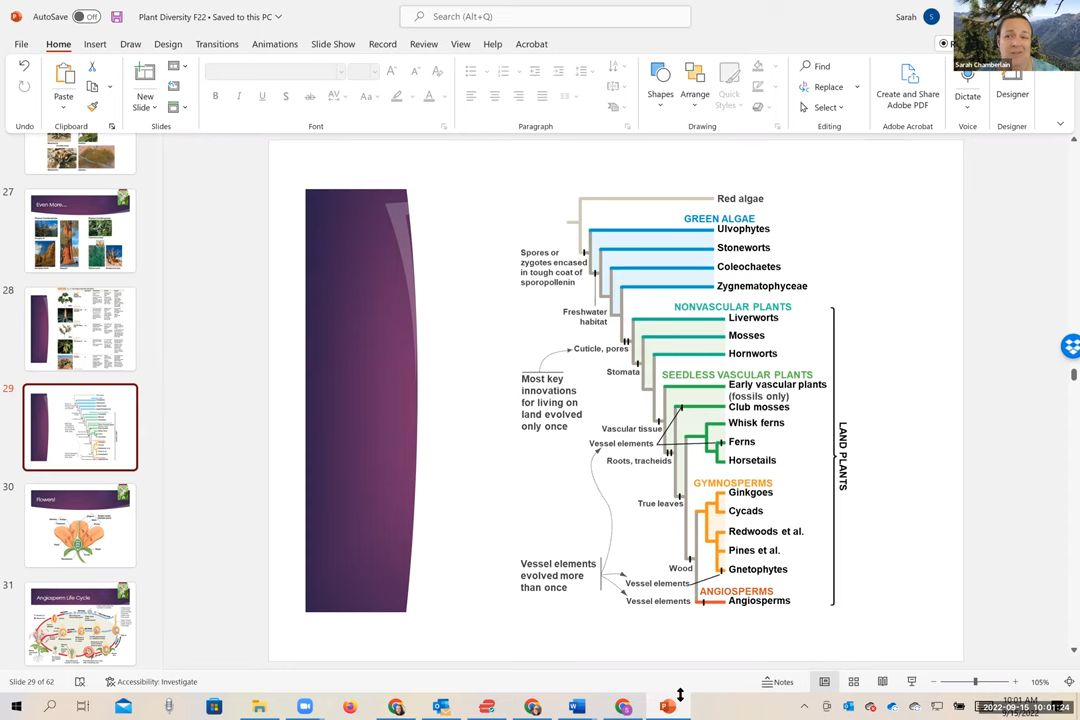 AutoSave Off
Plant Diversity F22 • Saved to this PC
Search (Alt+Q)
Sarah
S
Sarah Chamberlain
File Home Insert Draw Design Transitions Animations Slide Show Record Review View Help Acrobat
Paste
New
Slide
Find
Replace
Select
Shapes
Arrange
Quick
Styles
Create and Share
Adobe PDF
Dictate
Designer
Undo Clipboard Slides Font Paragraph Drawing Editing Adobe Acrobat Voice Designer
27
Even More...
28
29
30
Flowers!
31
Angiosperm Life Cycle
Red algae
GREEN ALGAE
Ulvophytes
Stoneworts
Coleochaetes
Zygnematophyceae
Spores or
zygotes encased
in tough coat of
sporopollenin
Freshwater
habitat
NONVASCULAR PLANTS
Liverworts
Mosses
Hornworts
Cuticle, pores
Stomata
Most key
innovations
for living on
land evolved
only once
SEEDLESS VASCULAR PLANTS
Early vascular plants
(fossils only)
Club mosses
Whisk ferns
Ferns
Horsetails
Vascular tissue
Vessel elements
Roots, tracheids
True leaves
GYMNOSPERMS
Ginkgoes
Cycads
Redwoods et al.
Pines et al.
Gnetophytes
Wood
Vessel elements
evolved more
than once
Vessel elements
ANGIOSPERMS
Vessel elements
Angiosperms
LAND PLANTS
Slide 29 of 62
Accessibility: Investigate
Notes
105%
10:01 AM
9/15/2022
2022-09-15 10:01:24